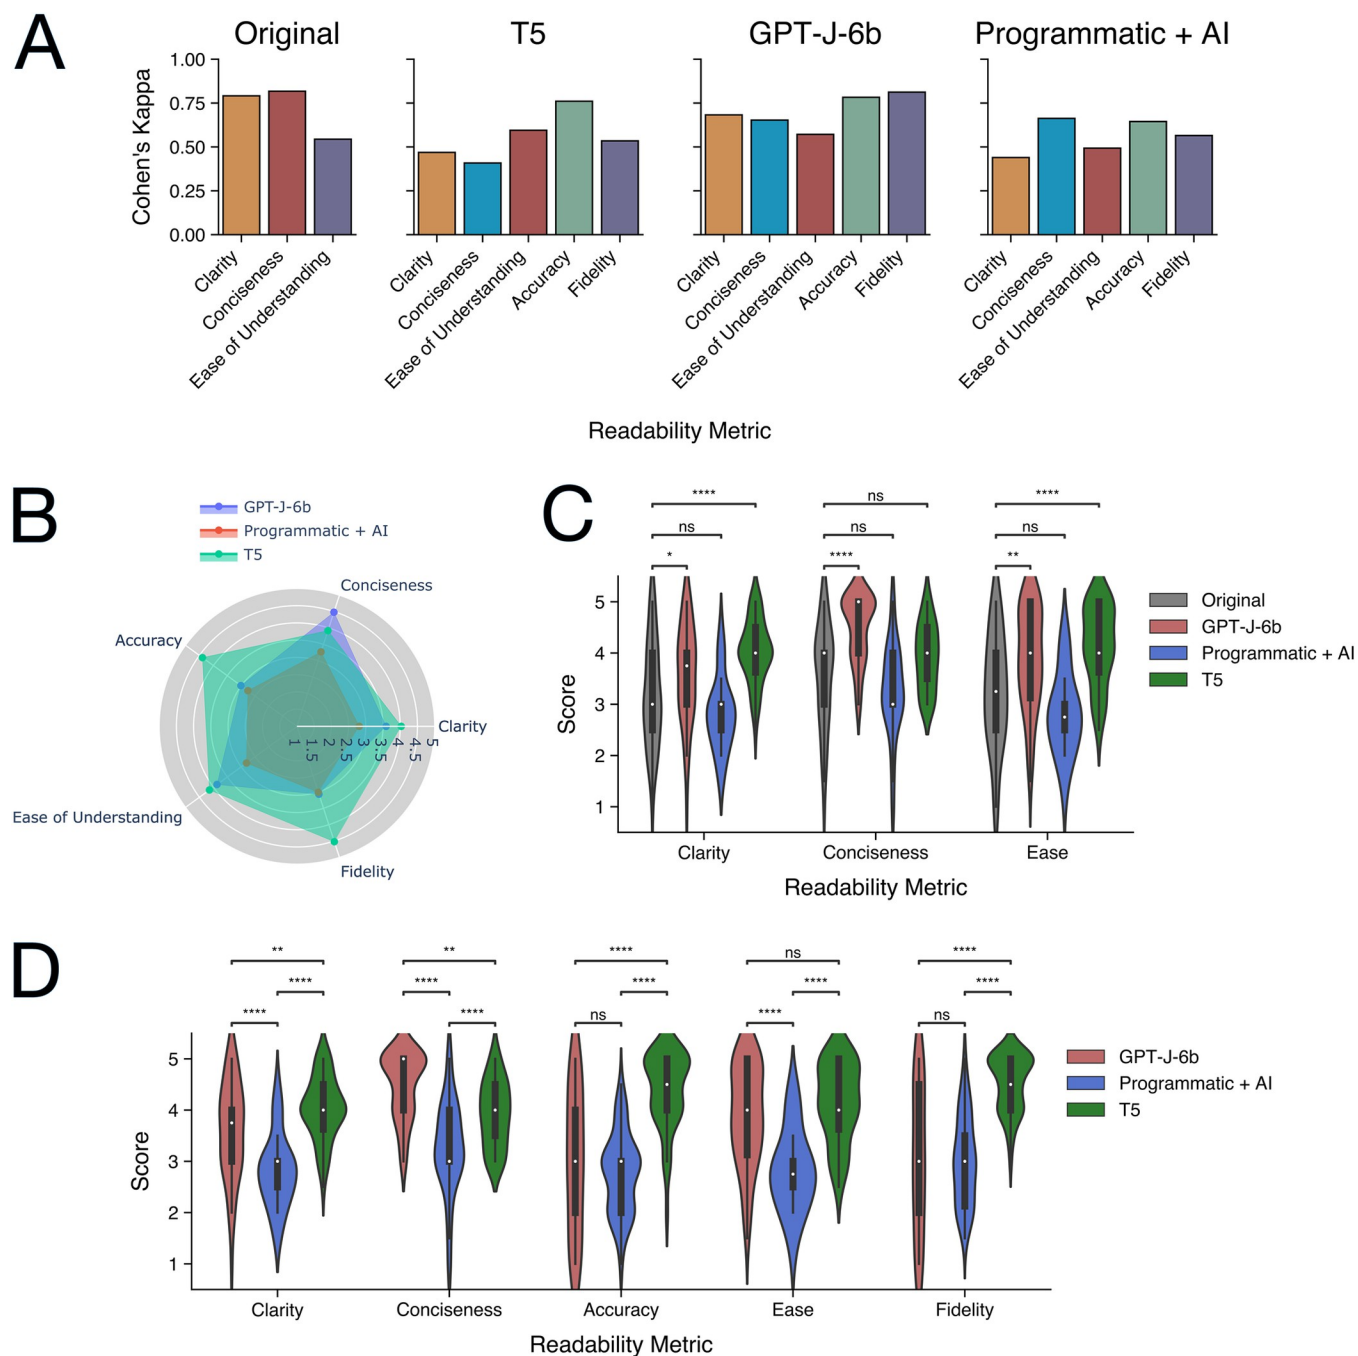 A
Original
T5
GPT-J-6b
Programmatic + AI
Cohen's Kappa
1.00
0.75
0.50
0.25
0.00
Clarity
Conciseness
Ease of Understanding
Clarity
Conciseness
Ease of Understanding
Accuracy
Fidelity
Clarity
Conciseness
Ease of Understanding
Accuracy
Fidelity
Clarity
Conciseness
Ease of Understanding
Accuracy
Fidelity
Readability Metric
B
GPT-J-6b
Programmatic + AI
T5
Conciseness
Accuracy
Clarity
Ease of Understanding
Fidelity
1
1.5
2
2.5
3
3.5
4
4.5
5
C
****
ns
*
ns
ns
****
****
ns
**
Score
5
4
3
2
1
Clarity
Conciseness
Ease
Readability Metric
Original
GPT-J-6b
Programmatic + AI
T5
D
**
****
****
**
****
****
****
****
ns
ns
****
****
****
****
ns
Score
5
4
3
2
1
Clarity
Conciseness
Accuracy
Ease
Fidelity
Readability Metric
GPT-J-6b
Programmatic + AI
T5